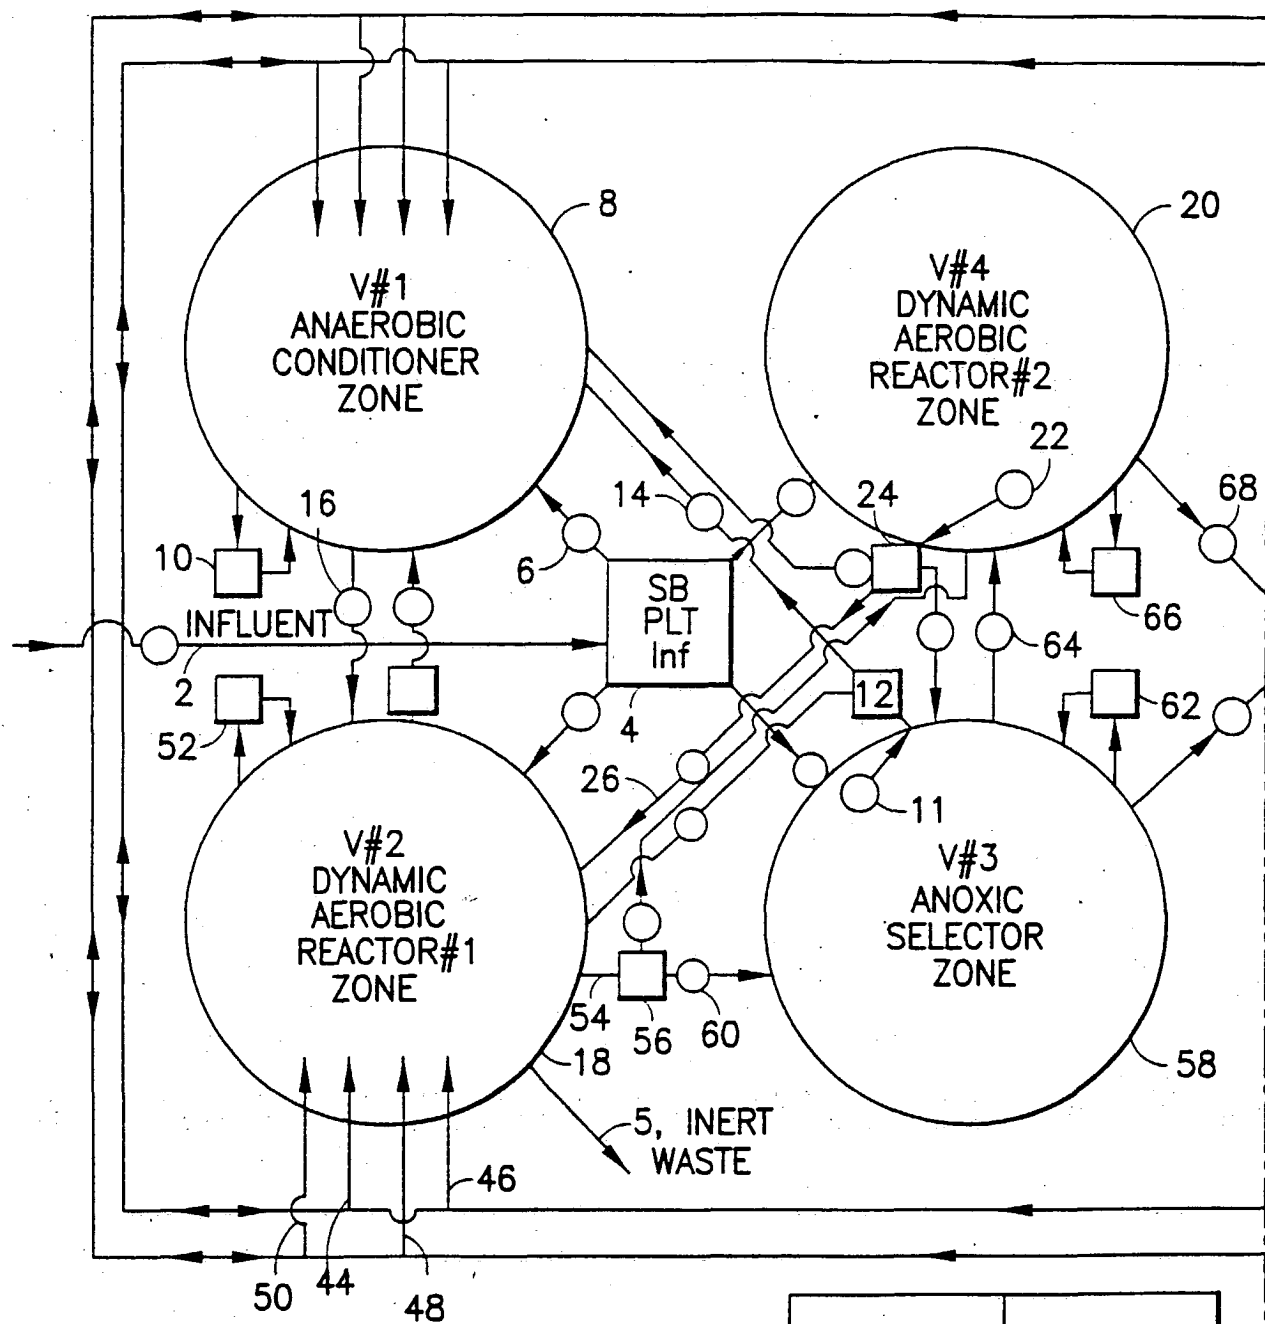 8
20
V#1
ANAEROBIC
CONDITIONER
ZONE
V#4
DYNAMIC
AEROBIC
REACTOR#2
ZONE
22
16
14
24
68
10
6
SB
PLT
Inf
INFLUENT
66
64
2
12
52
4
62
26
11
V#2
DYNAMIC
AEROBIC
REACTOR#1
ZONE
V#3
ANOXIC
SELECTOR
ZONE
54
56
60
18
58
5, INERT
WASTE
46
50
44
48